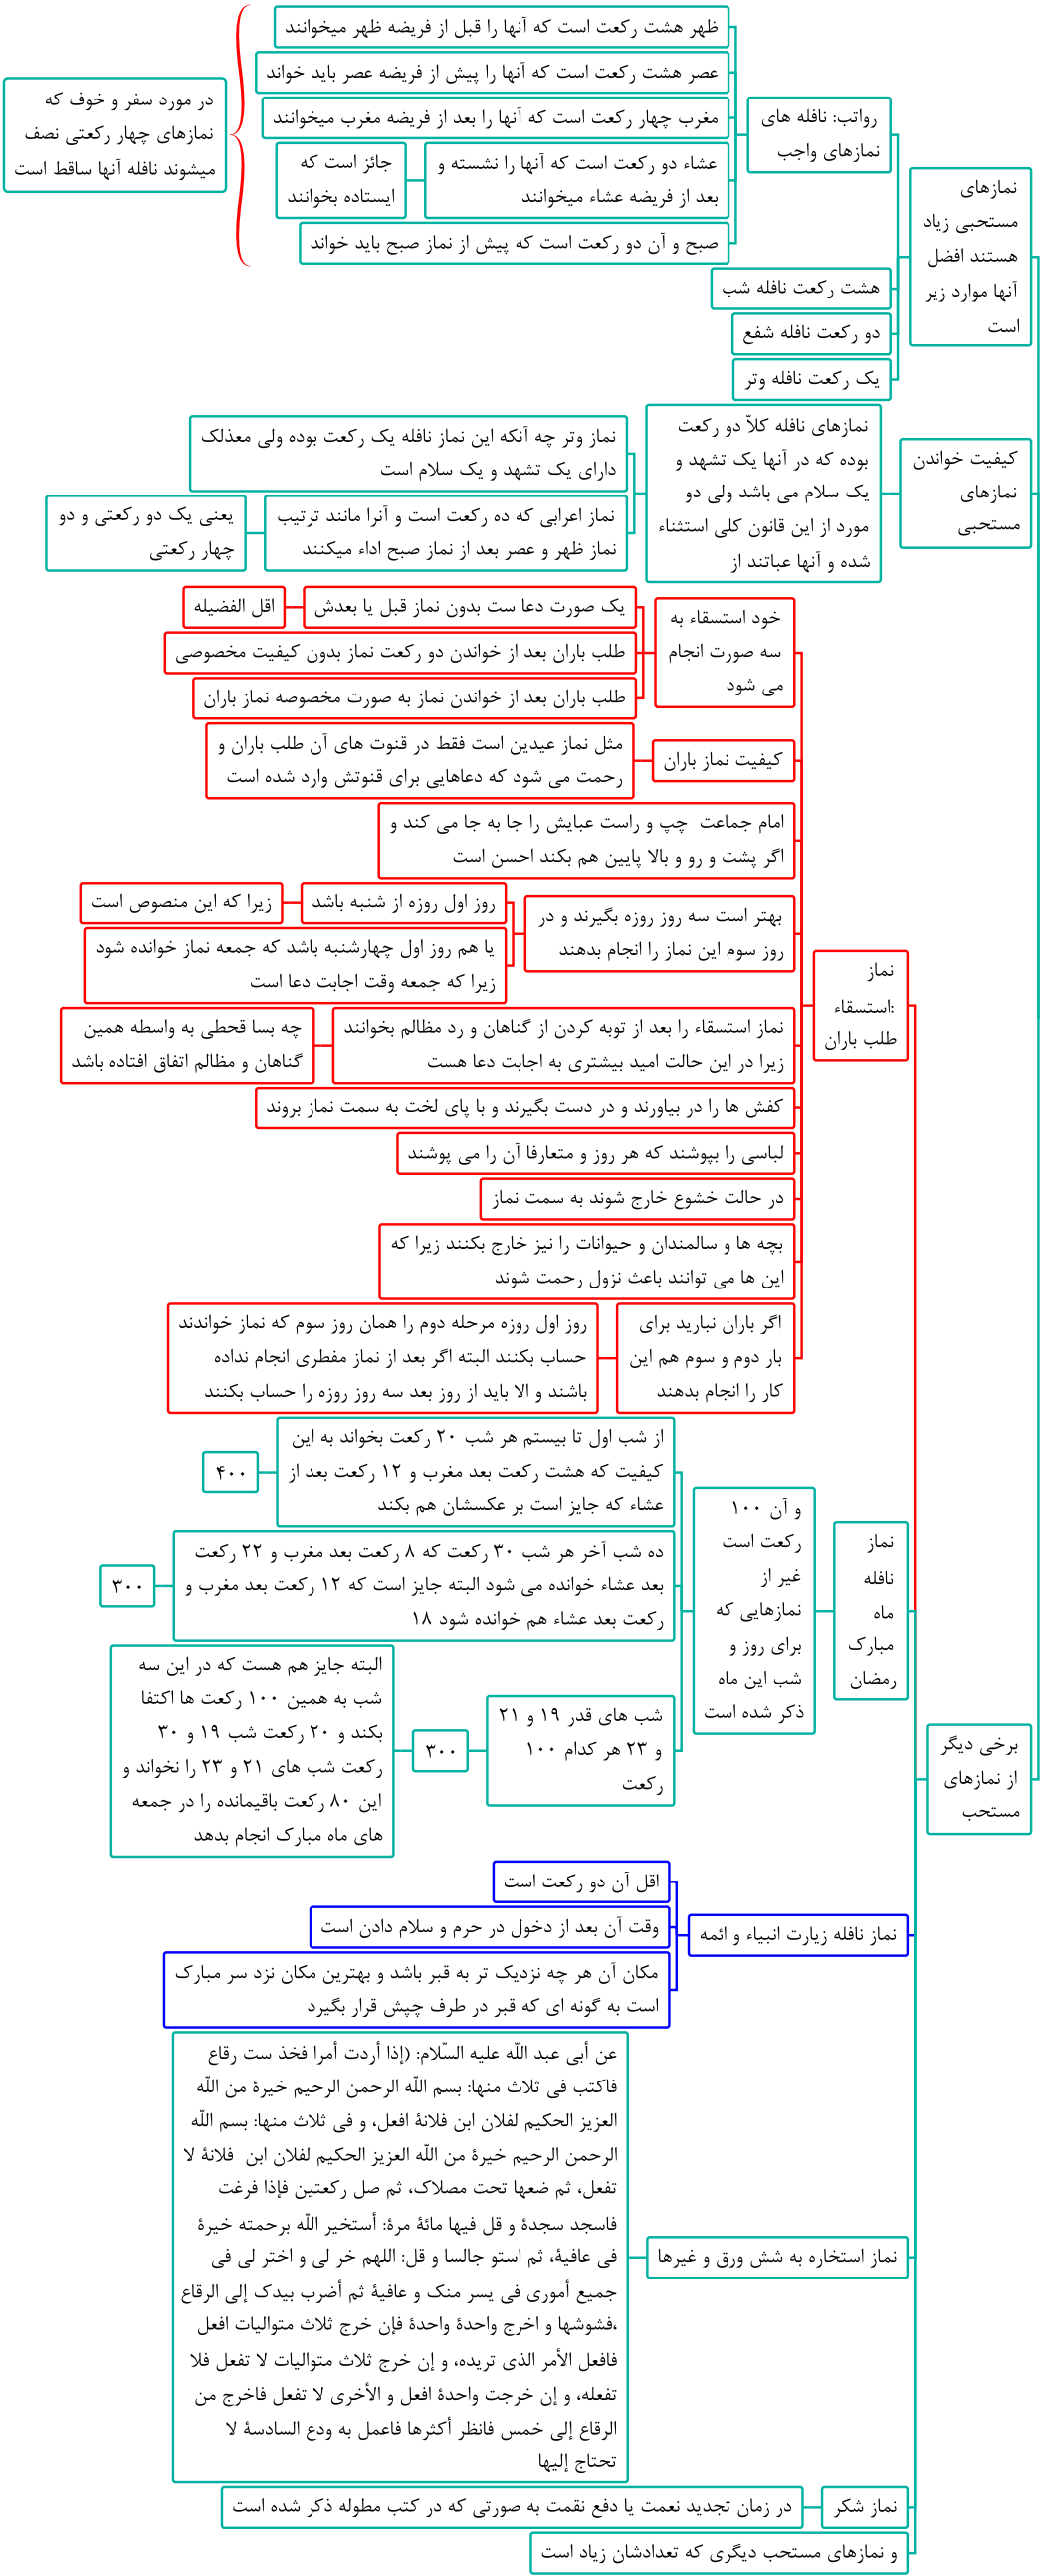 نمازهای
مستحبی زیاد
هستند افضل
آنها موارد زیر
است
رواتب: نافله های
نمازهای واجب
ظهر هشت رکعت است که آنها را قبل از فریضه ظهر میخوانند
عصر هشت رکعت است که آنها را پیش از فریضه عصر باید خواند
مغرب چهار رکعت است که آنها را بعد از فریضه مغرب میخوانند
عشاء دو رکعت است که آنها را نشسته و
بعد از فریضه عشاء میخوانند
جائز است که
ایستاده بخوانند
صبح و آن دو رکعت است که پیش از نماز صبح باید خواند
در مورد سفر و خوف که
نمازهای چهار رکعتی نصف
میشوند نافله آنها ساقط است
هشت رکعت نافله شب
دو رکعت نافله شفع
یک رکعت نافله وتر
کیفیت خواندن
نمازهای
مستحبی
نمازهای نافله کلاّ دو رکعت
بوده که در آنها یک تشهد و
یک سلام می باشد ولی دو
مورد از این قانون کلی استثناء
شده و آنها عباتند از
نماز وتر چه آنکه این نماز نافله یک رکعت بوده ولی معذلک
دارای یک تشهد و یک سلام است
نماز اعرابی که ده رکعت است و آنرا مانند ترتیب
نماز ظهر و عصر بعد از نماز صبح اداء میکنند
یعنی یک دو رکعتی و دو
چهار رکعتی
برخی دیگر
از نمازهای
مستحب
نماز
استسقاء:
طلب باران
خود استسقاء به
سه صورت انجام
می شود
یک صورت دعا ست بدون نماز قبل یا بعدش
اقل الفضیله
طلب باران بعد از خواندن دو رکعت نماز بدون کیفیت مخصوصی
طلب باران بعد از خواندن نماز به صورت مخصوصه نماز باران
کیفیت نماز باران
مثل نماز عیدین است فقط در قنوت های آن طلب باران و
رحمت می شود که دعاهایی برای قنوتش وارد شده است
امام جماعت چپ و راست عبایش را جا به جا می کند و
اگر پشت و رو و بالا پایین هم بکند احسن است
بهتر است سه روز روزه بگیرند و در
روز سوم این نماز را انجام بدهند
روز اول روزه از شنبه باشد
زیرا که این منصوص است
یا هم روز اول چهارشنبه باشد که جمعه نماز خوانده شود
زیرا که جمعه وقت اجابت دعا است
نماز استسقاء را بعد از توبه کردن از گناهان و رد مظالم بخوانند
زیرا در این حالت امید بیشتری به اجابت دعا هست
چه بسا قحطی به واسطه همین
گناهان و مظالم اتفاق افتاده باشد
کفش ها را در بیاورند و در دست بگیرند و با پای لخت به سمت نماز بروند
لباسی را بپوشند که هر روز و متعارفا آن را می پوشند
در حالت خشوع خارج شوند به سمت نماز
بچه ها و سالمندان و حیوانات را نیز خارج بکنند زیرا که
این ها می توانند باعث نزول رحمت شوند
اگر باران نبارید برای
بار دوم و سوم هم این
کار را انجام بدهند
روز اول روزه مرحله دوم را همان روز سوم که نماز خواندند
حساب بکنند البته اگر بعد از نماز مفطری انجام نداده
باشند و الا باید از روز بعد سه روز روزه را حساب بکنند
نماز
نافله
ماه
مبارک
رمضان
و آن ۱۰۰
رکعت است
غیر از
نمازهایی که
برای روز و
شب این ماه
ذکر شده است
از شب اول تا بیستم هر شب ۲۰ رکعت بخواند به این
کیفیت که هشت رکعت بعد مغرب و ۱۲ رکعت بعد از
عشاء که جایز است بر عکسشان هم بکند
۴۰۰
ده شب آخر هر شب ۳۰ رکعت که ۸ رکعت بعد مغرب و ۲۲ رکعت
بعد عشاء خوانده می شود البته جایز است که ۱۲ رکعت بعد مغرب و
۱۸ رکعت بعد عشاء هم خوانده شود
۳۰۰
شب های قدر ۱۹ و ۲۱
و ۲۳ هر کدام ۱۰۰
رکعت
۳۰۰
البته جایز هم هست که در این سه
شب به همین ۱۰۰ رکعت ها اکتفا
بکند و ۲۰ رکعت شب ۱۹ و ۳۰
رکعت شب های ۲۱ و ۲۳ را نخواند و
این ۸۰ رکعت باقیمانده را در جمعه
های ماه مبارک انجام بدهد
نماز نافله زیارت انبیاء و ائمه
اقل آن دو رکعت است
وقت آن بعد از دخول در حرم و سلام دادن است
مکان آن هر چه نزدیک تر به قبر باشد و بهترین مکان نزد سر مبارک
است به گونه ای که قبر در طرف چپش قرار بگیرد
نماز استخاره به شش ورق و غیرها
عن أبی عبد اللّه علیه السّلام: (إذا أردت أمرا فخذ ست رقاع
فاکتب فی ثلاث منها: بسم اللّه الرحمن الرحیم خیرة من اللّه
العزیز الحکیم لفلان ابن فلانة افعل، و فی ثلاث منها: بسم اللّه
الرحمن الرحیم خیرة من اللّه العزیز الحکیم لفلان ابن فلانة لا
تفعل، ثم ضعها تحت مصلاک، ثم صل رکعتین فإذا فرغت
فاسجد سجدة و قل فیها مائة مرة: أستخیر اللّه برحمته خیرة
فی عافیة، ثم استو جالسا و قل: اللهم خر لی و اختر لی فی
جمیع أموری فی یسر منک و عافیة ثم أضرب بیدک إلی الرقاع
فشوشها و اخرج واحدة واحدة فإن خرج ثلاث متوالیات افعل،
فافعل الأمر الذی تریده، و إن خرج ثلاث متوالیات لا تفعل فلا
تفعله، و إن خرجت واحدة افعل و الأخری لا تفعل فاخرج من
الرقاع إلی خمس فانظر أکثرها فاعمل به ودع السادسة لا
تحتاج إلیها
نماز شکر
در زمان تجدید نعمت یا دفع نقمت به صورتی که در کتب مطوله ذکر شده است
و نمازهای مستحب دیگری که تعدادشان زیاد است